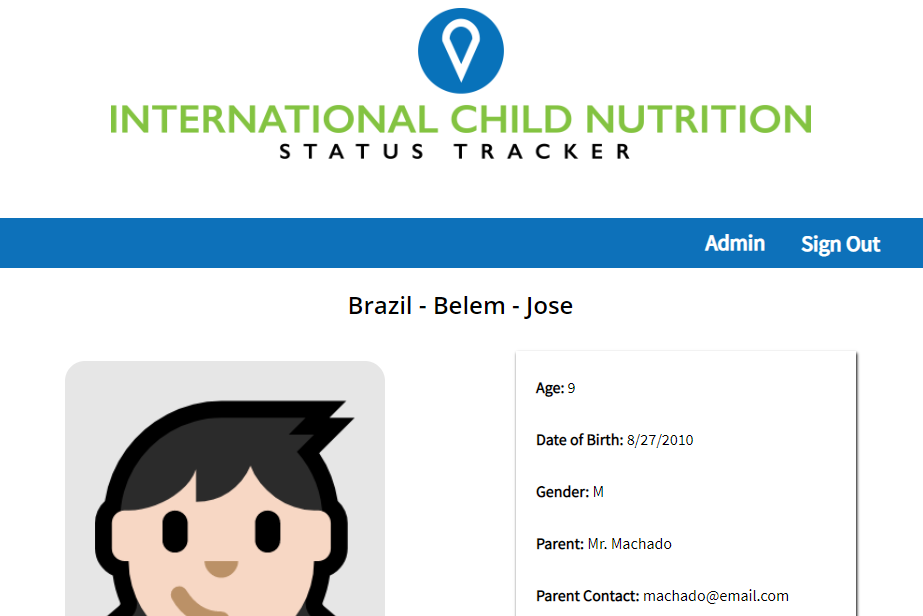 INTERNATIONAL CHILD NUTRITION
STATUS TRACKER
Admin Sign Out
Brazil - Belem - Jose
Age: 9
Date of Birth: 8/27/2010
Gender: M
Parent: Mr. Machado
Parent Contact: machado@email.com